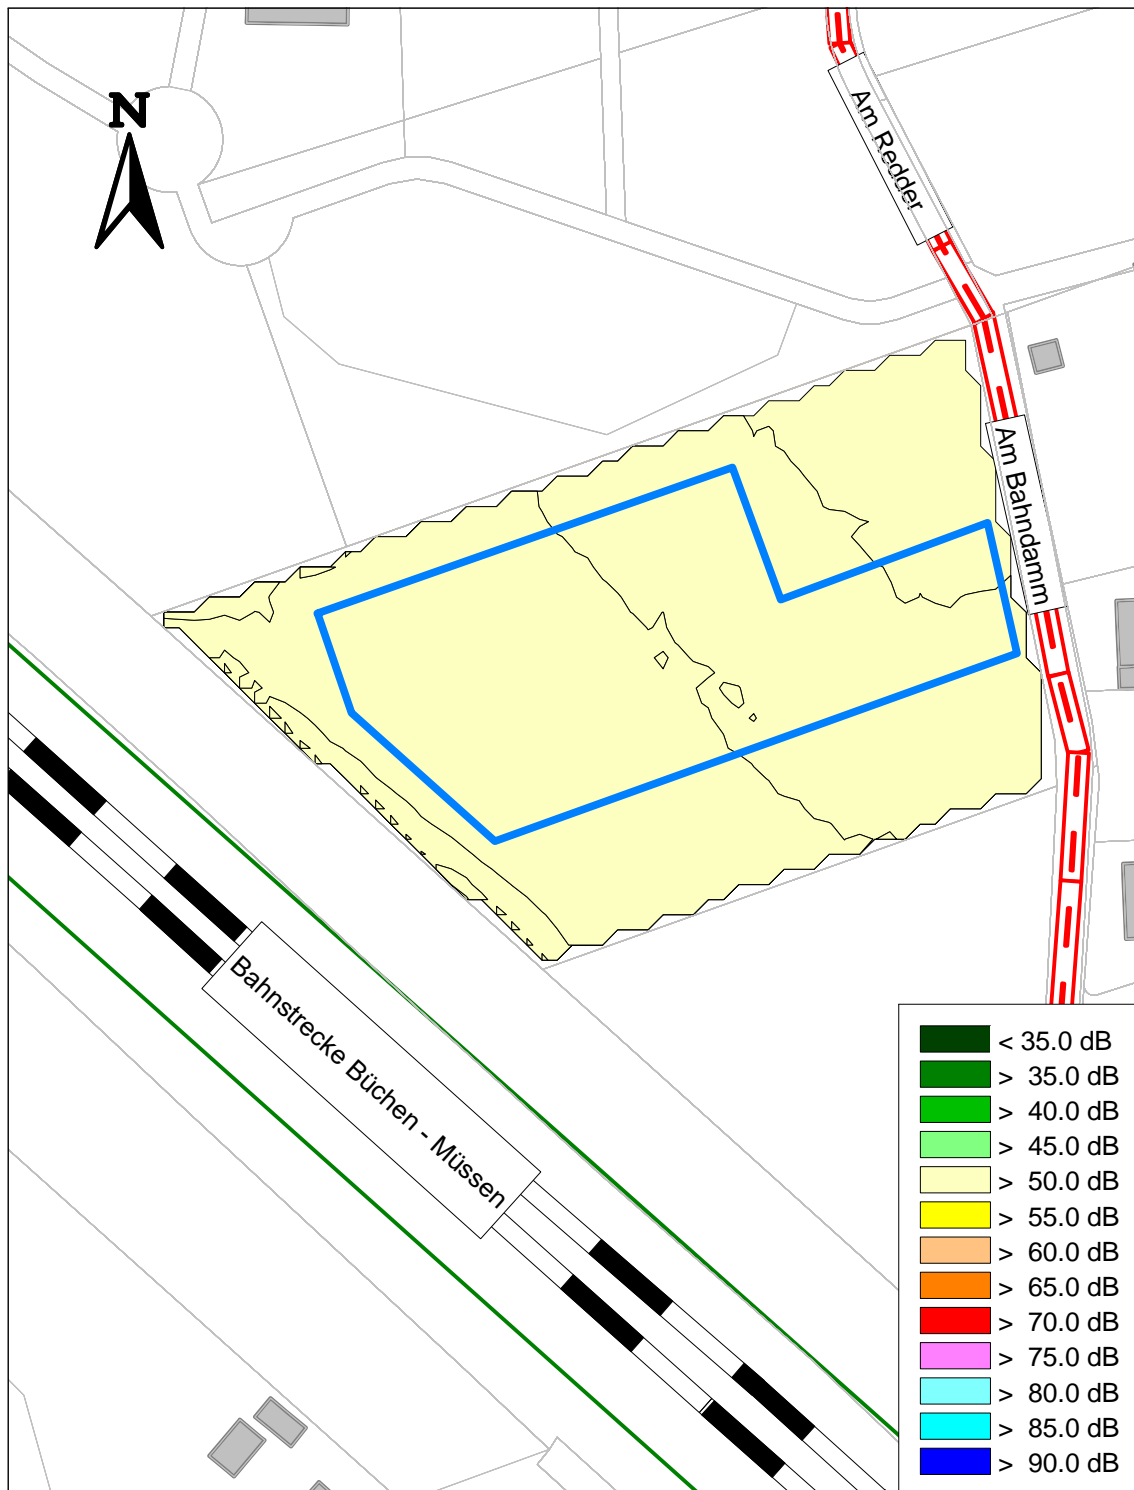 N
Am Redder
Am Bahndamm
Bahnstrecke Büchen - Müssen
< 35.0 dB
> 35.0 dB
> 40.0 dB
> 45.0 dB
> 50.0 dB
> 55.0 dB
> 60.0 dB
> 65.0 dB
> 70.0 dB
> 75.0 dB
> 80.0 dB
> 85.0 dB
> 90.0 dB